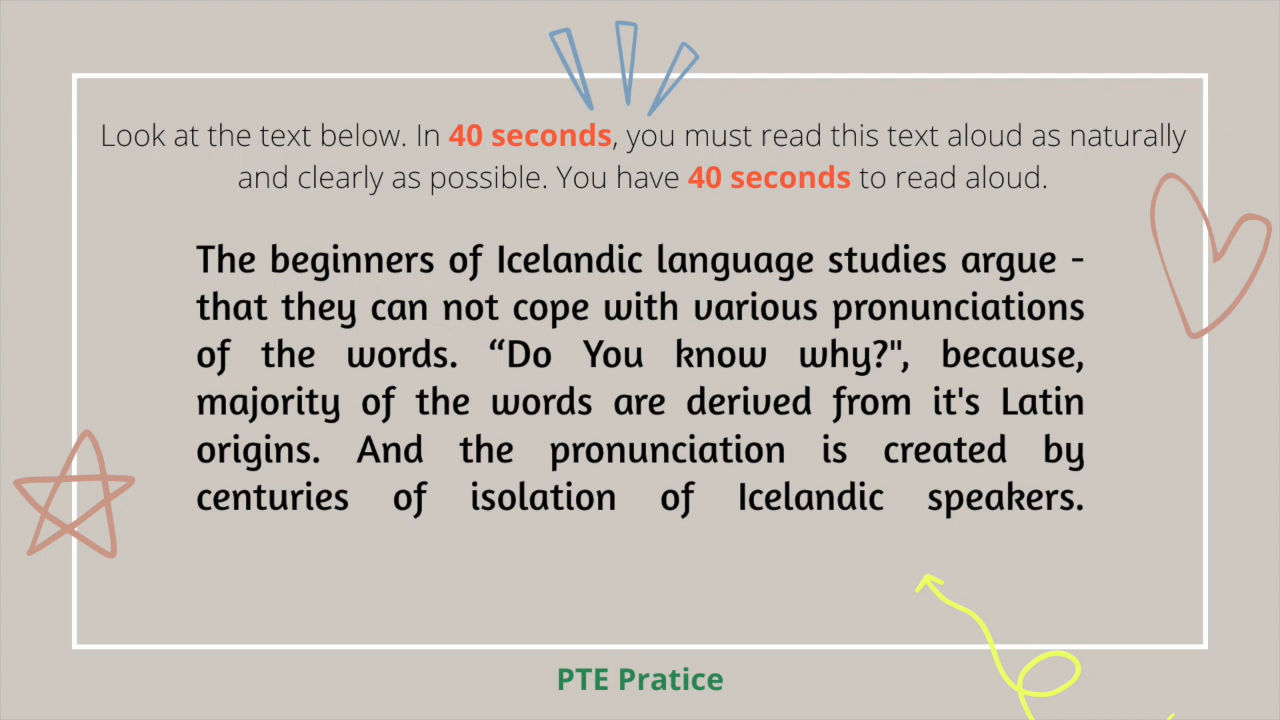 Look at the text below. In 40 seconds, you must read this text aloud as naturally
and clearly as possible. You have 40 seconds to read aloud.
The beginners of Icelandic language studies argue -
that they can not cope with various pronunciations
of the words. “Do You know why?", because,
majority of the words are derived from it's Latin
origins. And the pronunciation is created by
centuries of isolation of Icelandic speakers.
PTE Pratice